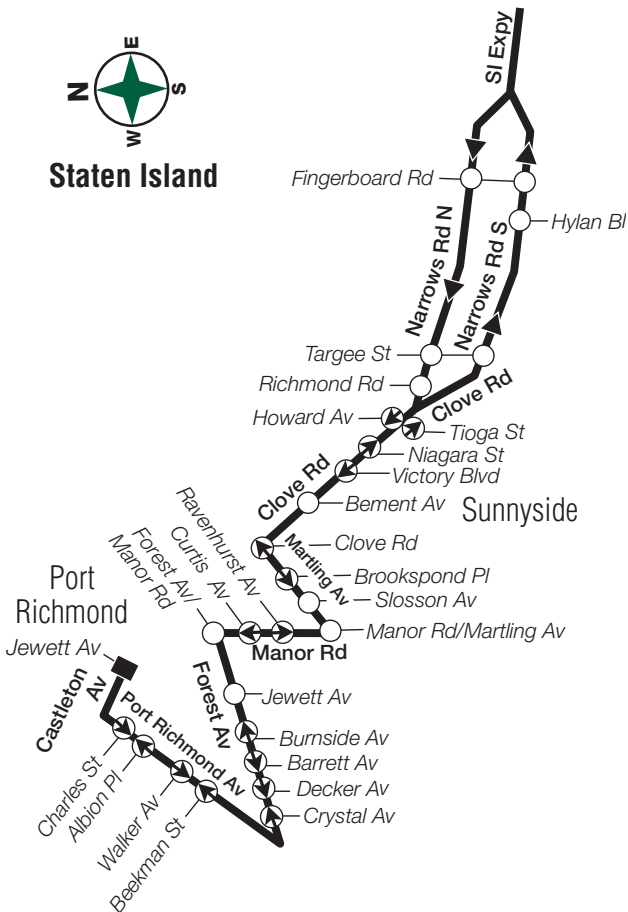 E
N
S
W
Staten Island
SI Expy
Fingerboard Rd
Hylan Bl
Narrows Rd N
Narrows Rd S
Targee St
Richmond Rd
Clove Rd
Howard Av
Tioga St
Niagara St
Clove Rd
Victory Blvd
Bement Av
Sunnyside
Clove Rd
Martling Av
Brookspond Pl
Slosson Av
Manor Rd/Martling Av
Ravenhurst Av
Curtis Av
Forest Av/
Manor Rd
Manor Rd
Port
Richmond
Jewett Av
Castleton
Av
Port Richmond Av
Forest Av
Jewett Av
Burnside Av
Barrett Av
Decker Av
Crystal Av
Charles St
Albion Pl
Walker Av
Beekman St